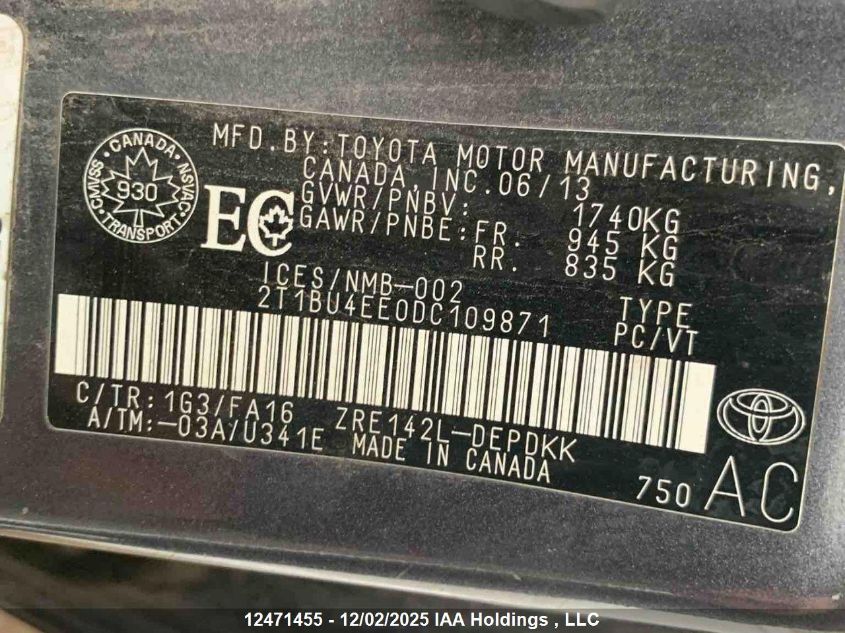 MFD.BY:TOYOTA MOTOR MANUFACTURING,
CANADA, INC.06/13
GVWR/PNBV: 1740KG
GAWR/PNBE:FR. 945 KG
RR. 835 KG
CANADA
CMVSS 930 NSVAC
TRANSPORT
EC
ICES/NMB-002
2T1BU4EE0DC109871
TYPE
PC/VT
C/TR:1G3/FA16 ZRE142L-DEPDKK
A/TM:-03A/U341E MADE IN CANADA
750 AC
12471455 - 12/02/2025 IAA Holdings , LLC